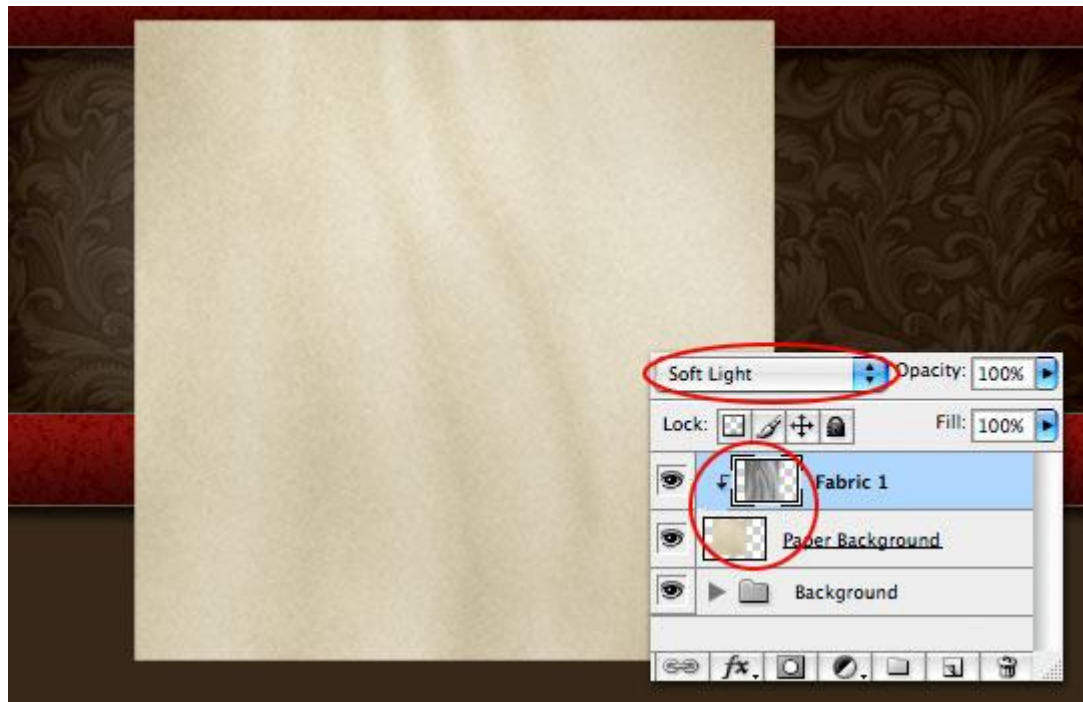 Soft Light Opacity: 100%
Lock: Fill: 100%
Fabric 1
Paper Background
Background
fx.